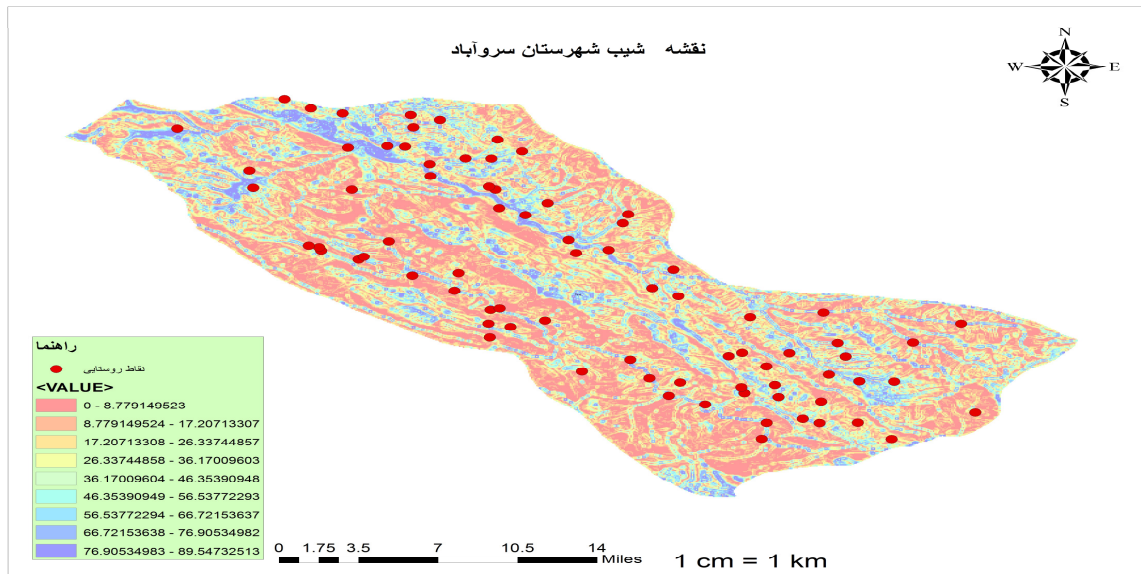 نقشه شیب شهرستان سروآباد
N
W E
S
راهنما
نقاط روستایی
<VALUE>
0 - 8.779149523
8.779149524 - 17.20713307
17.20713308 - 26.33744857
26.33744858 - 36.17009603
36.17009604 - 46.35390948
46.35390949 - 56.53772293
56.53772294 - 66.72153637
66.72153638 - 76.90534982
76.90534983 - 89.54732513
0 1.75 3.5 7 10.5 14
Miles
1 cm = 1 km